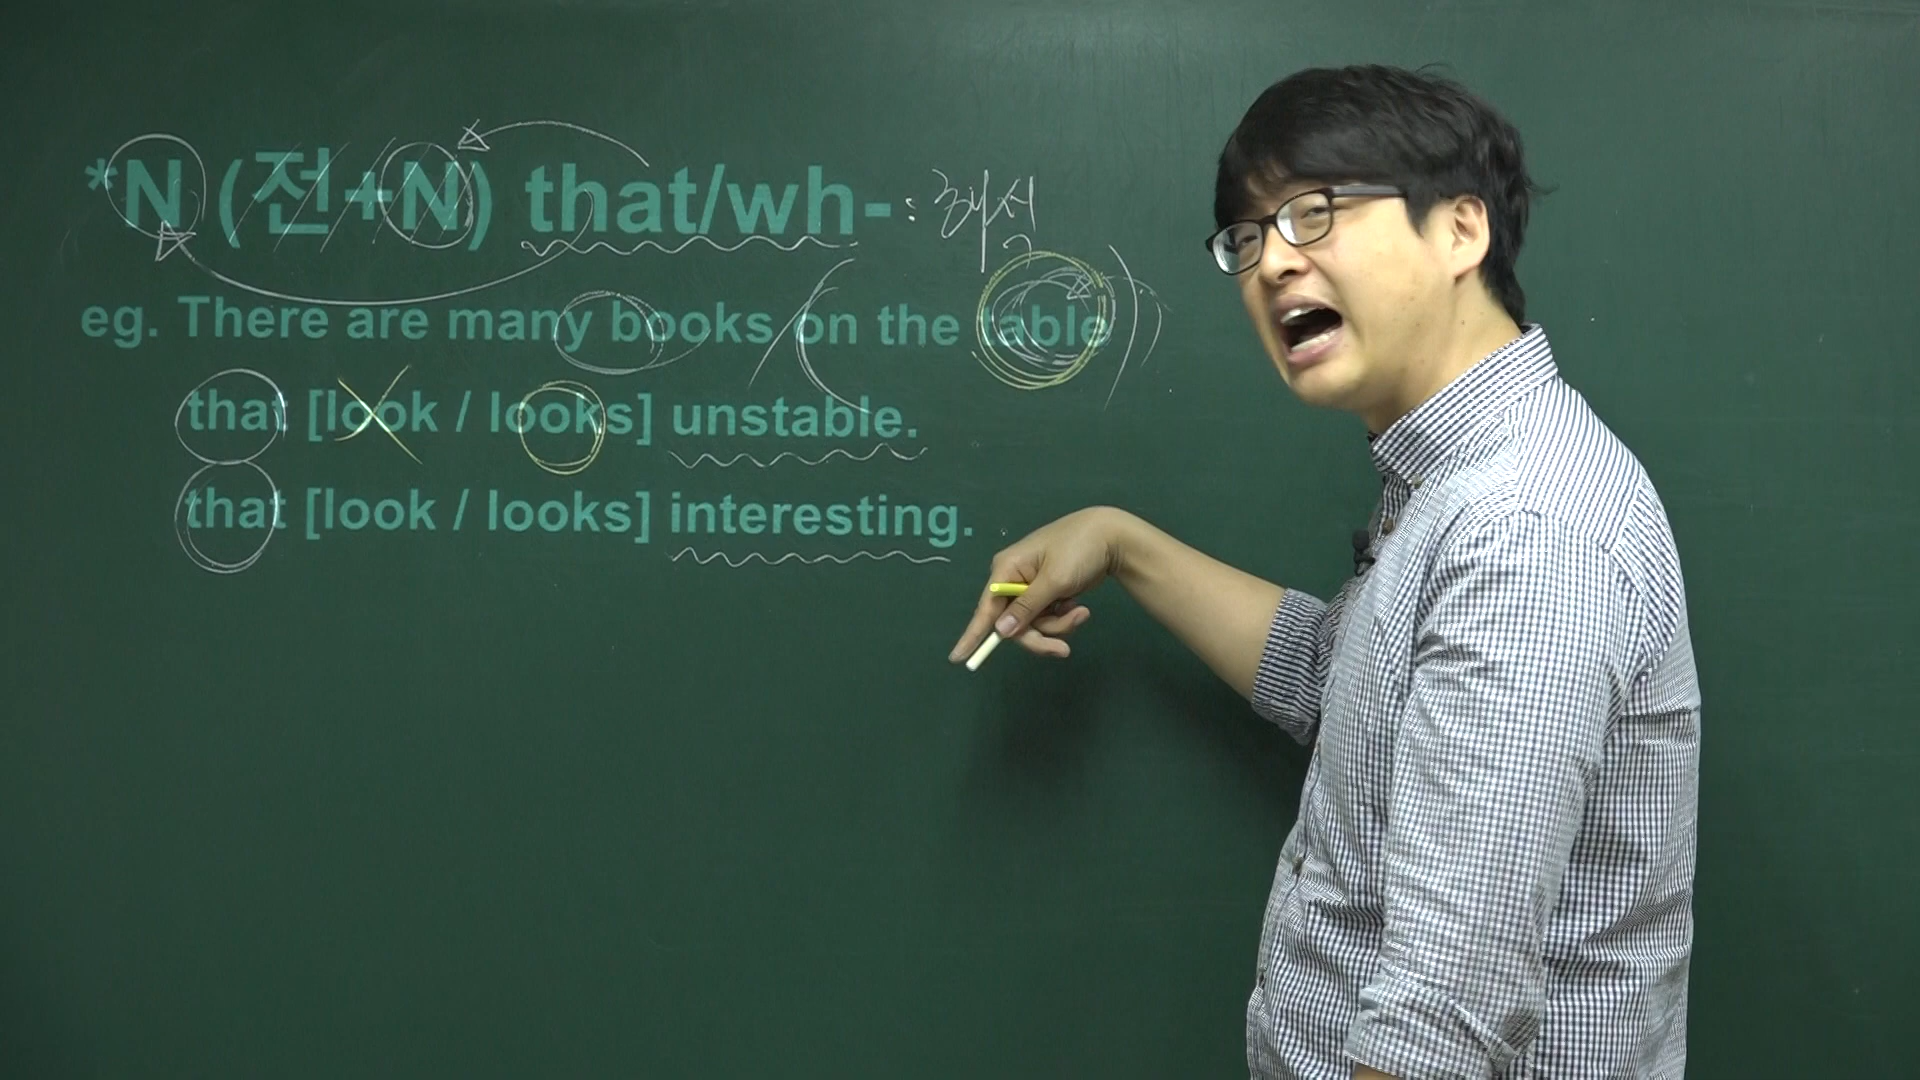 *N (전+N) that/wh- : 해석
eg. There are many books on the table
that [look / looks] unstable.
that [look / looks] interesting.